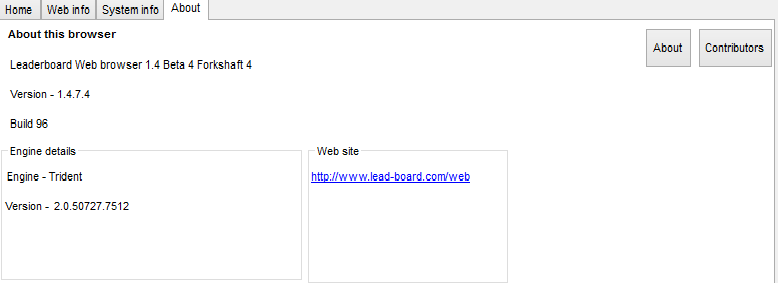 Home Web info System info About
About this browser
About Contributors
Leaderboard Web browser 1.4 Beta 4 Forkshaft 4
Version - 1.4.7.4
Build 96
Engine details
Engine - Trident
Version - 2.0.50727.7512
Web site
http://www.lead-board.com/web